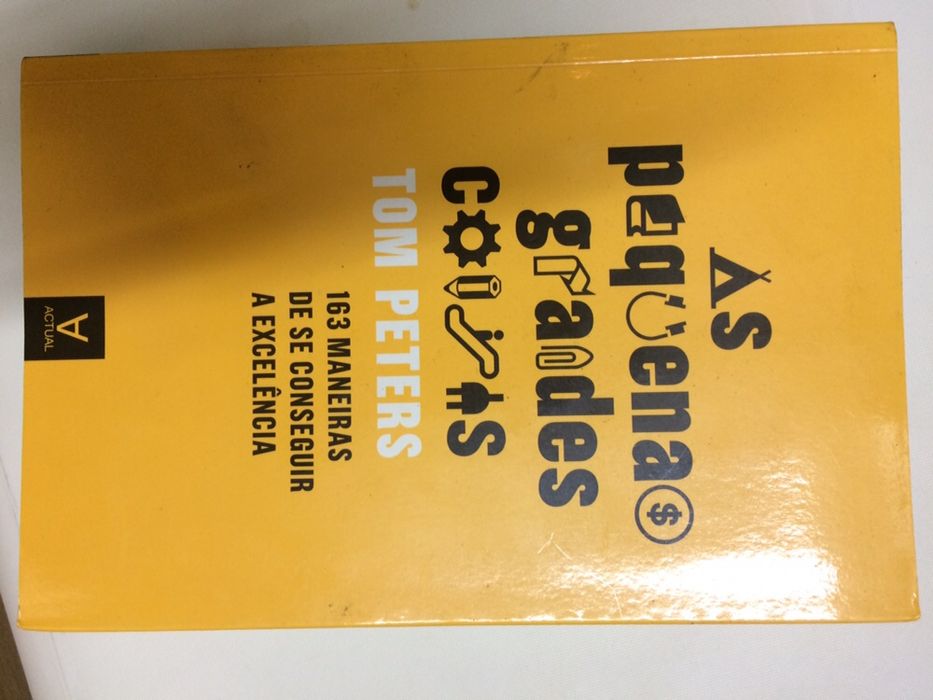 As
pequenas
grandes
coisas
TOM PETERS
163 MANEIRAS
DE SE CONSEGUIR
A EXCELÊNCIA
A
ACTUAL